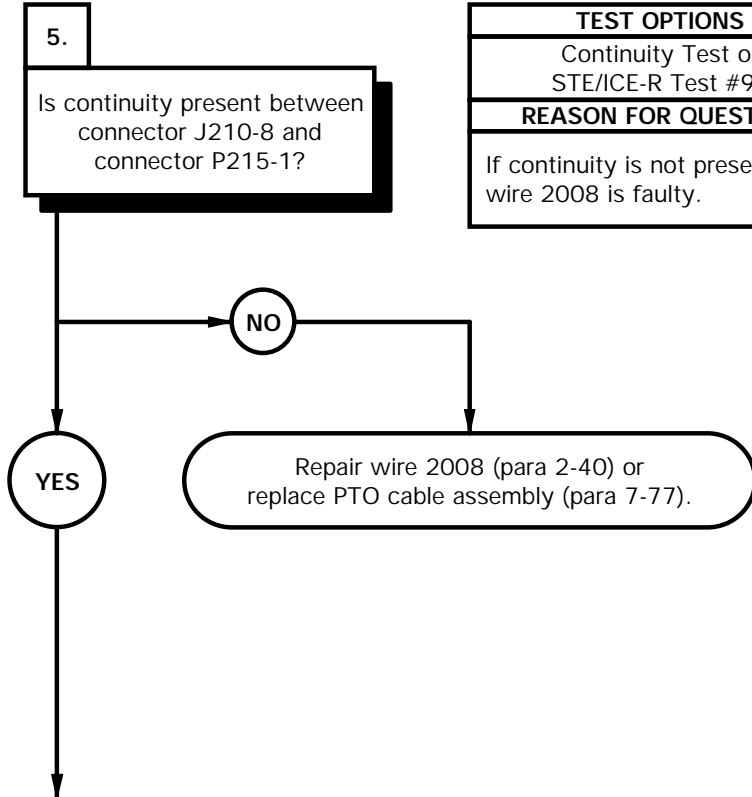 5.
Is continuity present between
connector J210-8 and
connector P215-1?
TEST OPTIONS
Continuity Test o
STE/ICE-R Test #9
REASON FOR QUEST
If continuity is not prese
wire 2008 is faulty.
NO
YES
Repair wire 2008 (para 2-40) or
replace PTO cable assembly (para 7-77).